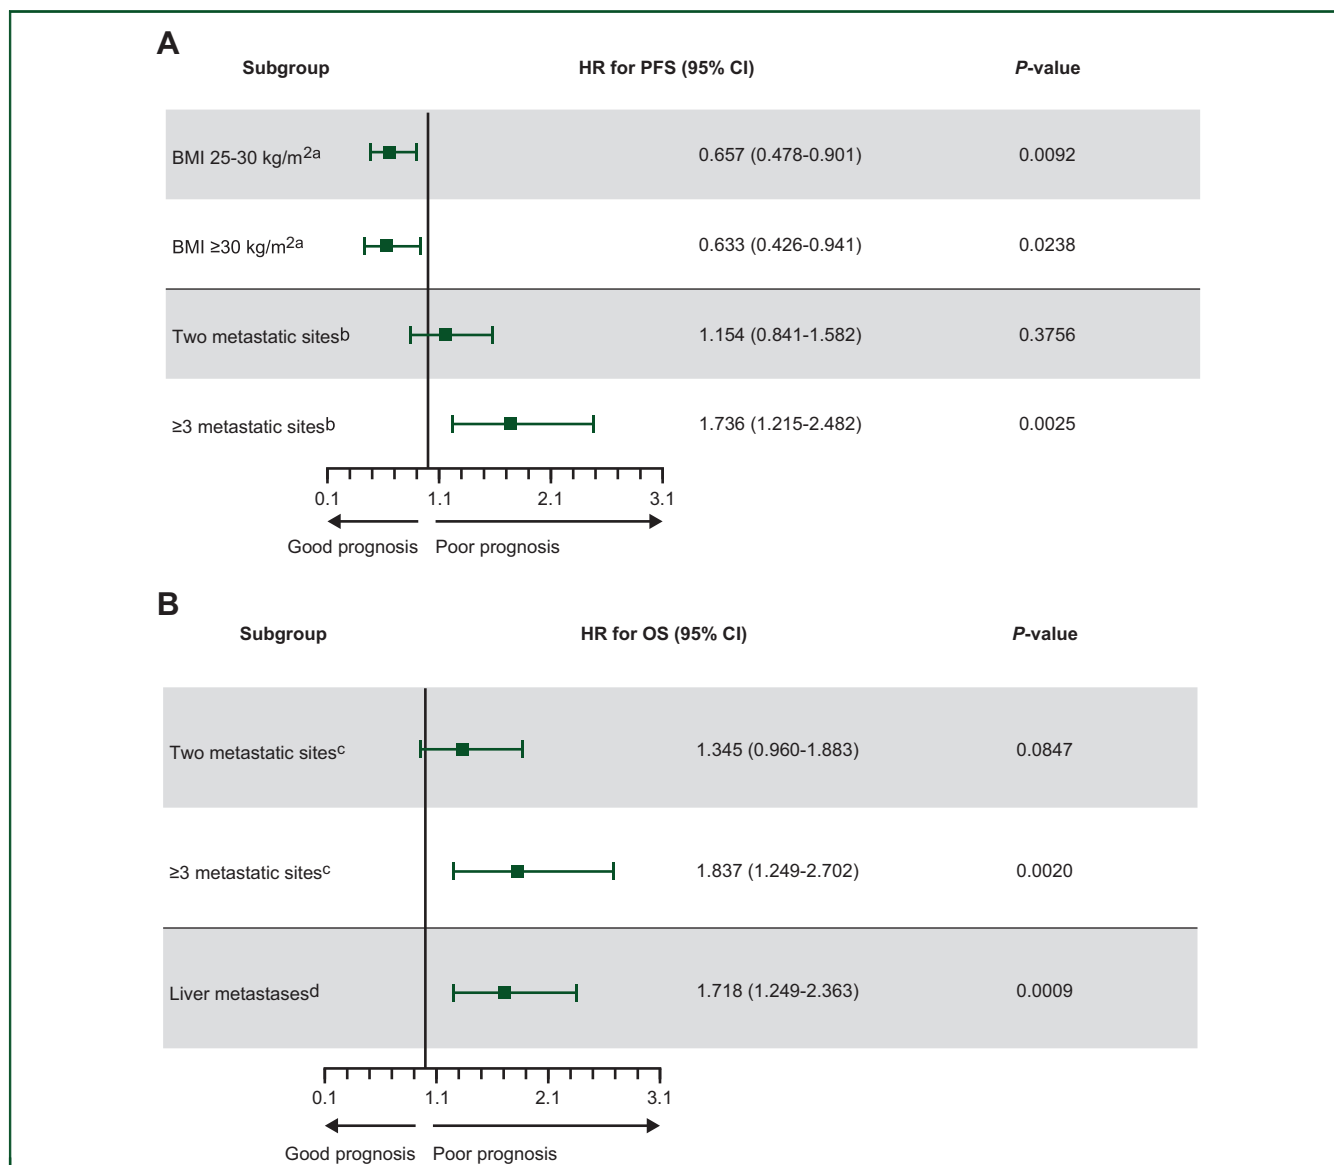 A
Subgroup HR for PFS (95% CI) P-value
BMI 25-30 kg/m2a 0.657 (0.478-0.901) 0.0092
BMI ≥30 kg/m2a 0.633 (0.426-0.941) 0.0238
Two metastatic sitesb 1.154 (0.841-1.582) 0.3756
≥3 metastatic sitesb 1.736 (1.215-2.482) 0.0025
0.1 1.1 2.1 3.1
Good prognosis Poor prognosis
B
Subgroup HR for OS (95% CI) P-value
Two metastatic sitesc 1.345 (0.960-1.883) 0.0847
≥3 metastatic sitesc 1.837 (1.249-2.702) 0.0020
Liver metastasesd 1.718 (1.249-2.363) 0.0009
0.1 1.1 2.1 3.1
Good prognosis Poor prognosis